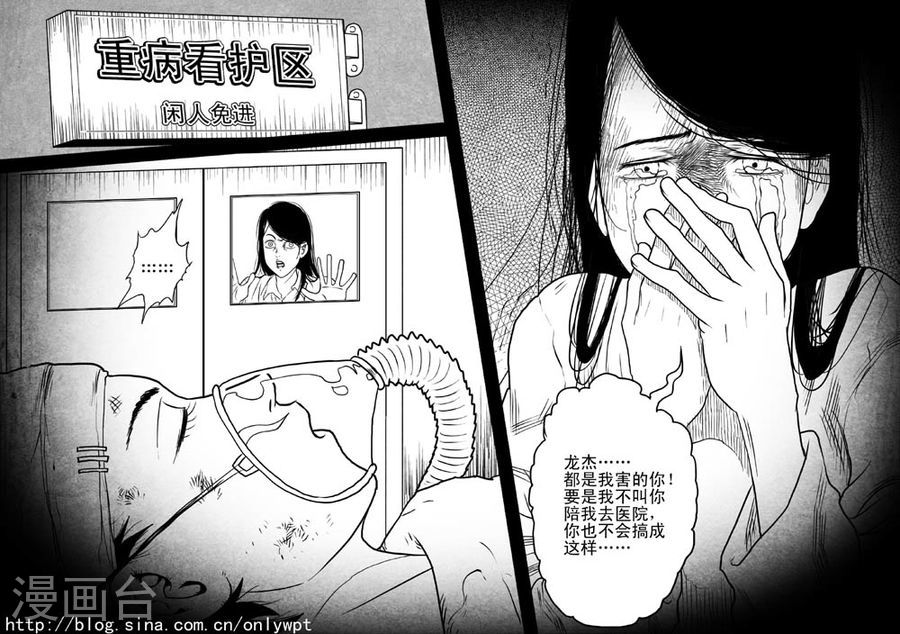 重病看护区
闲人免进
……
龙杰……
都是我害的你！
要是我不叫你
陪我去医院，
你也不会搞成
这样……
漫画台
http://blog.sina.com.cn/onlywpt